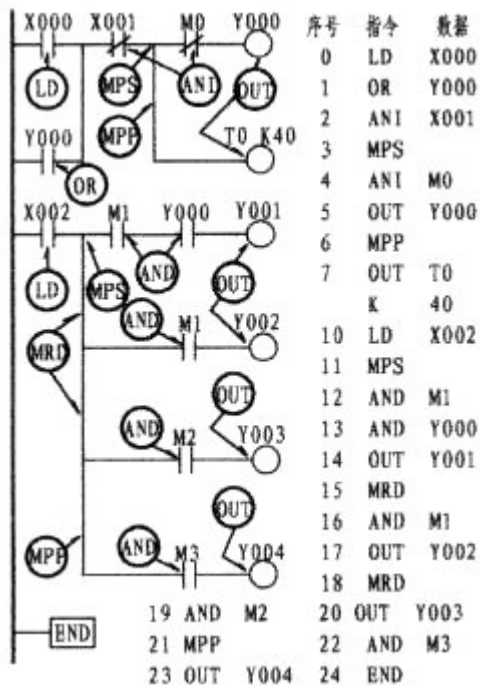 X000 X001 M0 Y000
LD MPS ANI OUT
MPP T0 K40
Y000
OR
X002 M1 Y000 Y001
AND OUT
LD MPS
AND M1 Y002
MRD
OUT
AND M2 Y003
OUT
MPP AND M3 Y004
END
序号 指令 数据
0 LD X000
1 OR Y000
2 ANI X001
3 MPS
4 ANI M0
5 OUT Y000
6 MPP
7 OUT T0
K 40
10 LD X002
11 MPS
12 AND M1
13 AND Y000
14 OUT Y001
15 MRD
16 AND M1
17 OUT Y002
18 MRD
19 AND M2 20 OUT Y003
21 MPP 22 AND M3
23 OUT Y004 24 END